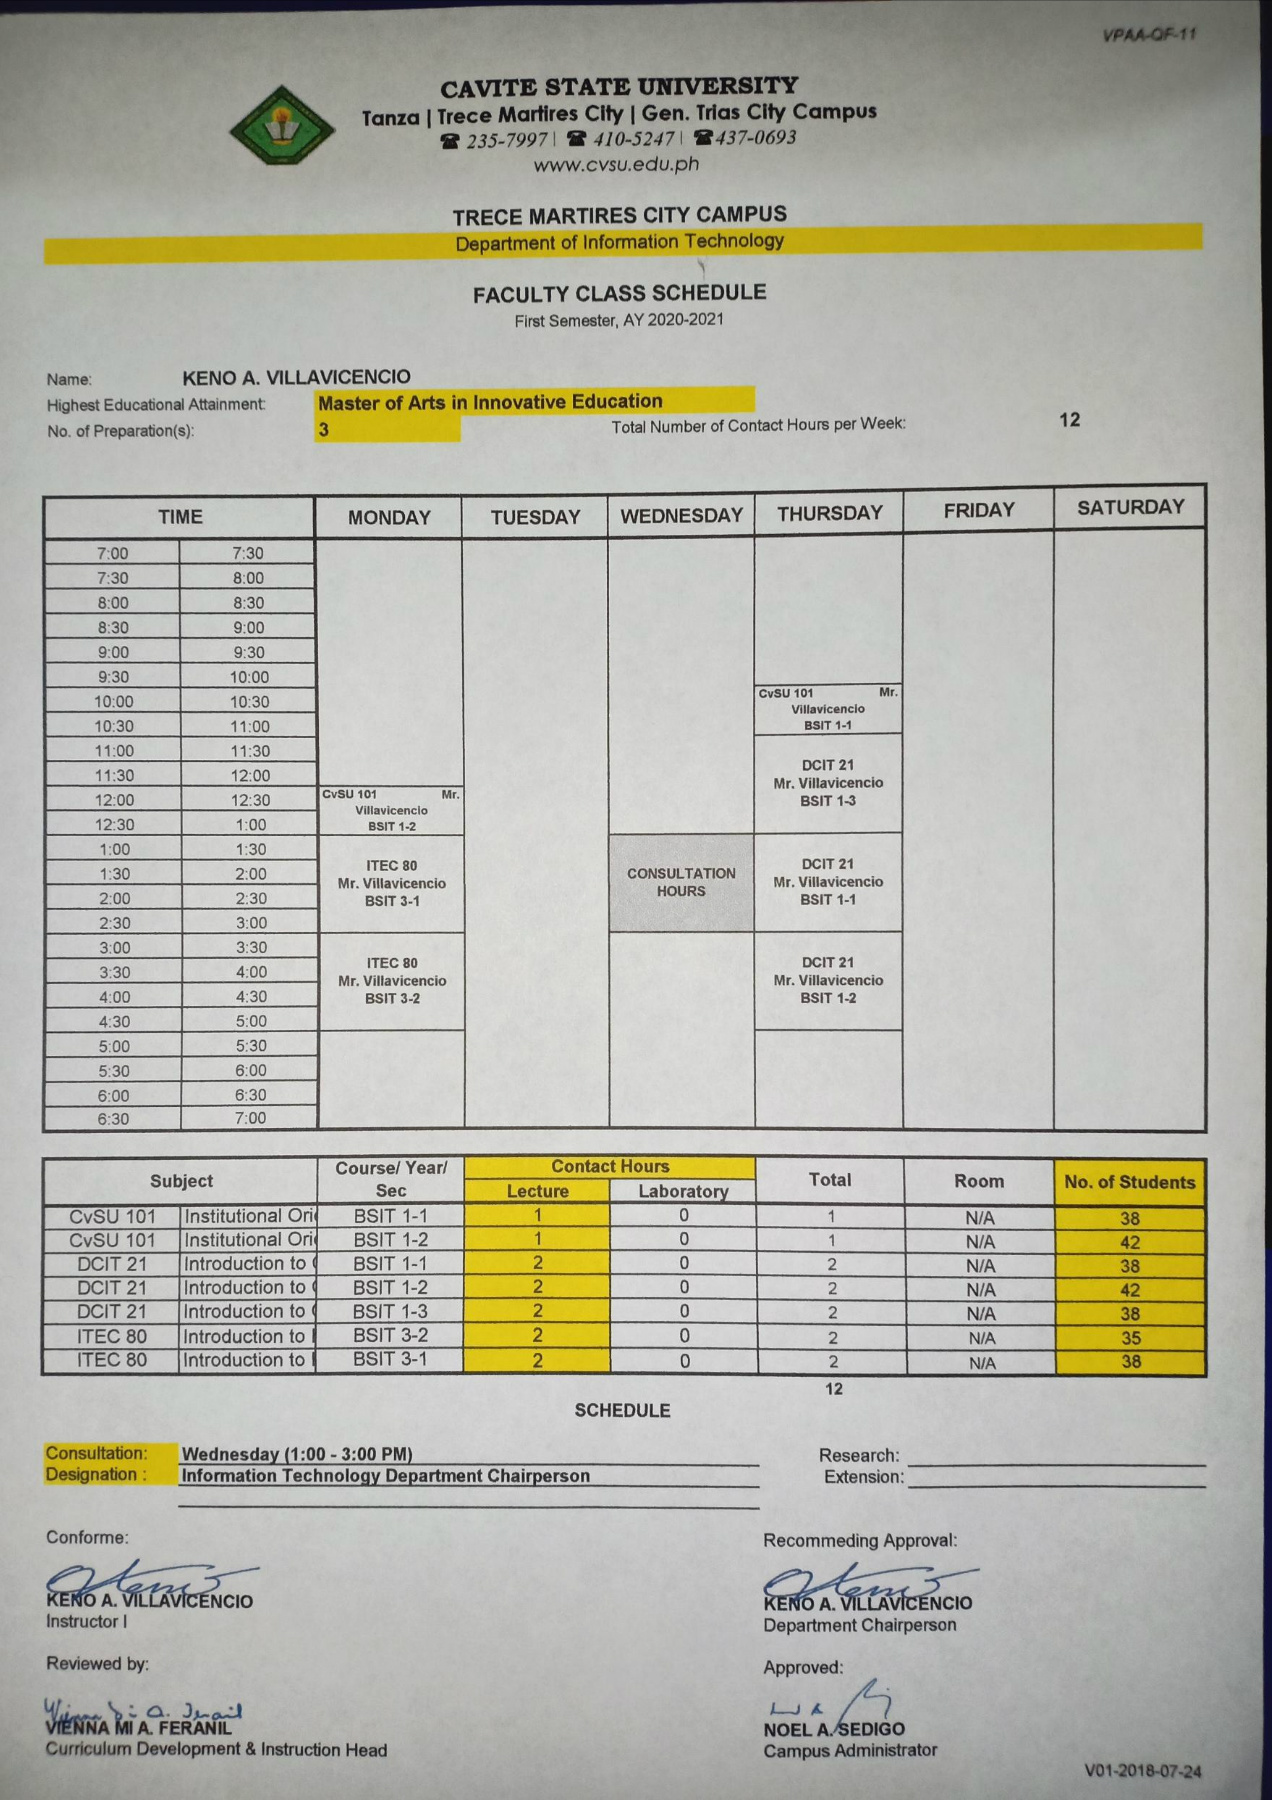 VPAA-QF-11
CAVITE STATE UNIVERSITY
Tanza | Trece Martires City | Gen. Trias City Campus
☎ 235-7997| ☎ 410-5247| ☎437-0693
www.cvsu.edu.ph
TRECE MARTIRES CITY CAMPUS
Department of Information Technology
FACULTY CLASS SCHEDULE
First Semester, AY 2020-2021
Name: KENO A. VILLAVICENCIO
Highest Educational Attainment: Master of Arts in Innovative Education
No. of Preparation(s): 3 Total Number of Contact Hours per Week: 12
TIME MONDAY TUESDAY WEDNESDAY THURSDAY FRIDAY SATURDAY
7:00 7:30
7:30 8:00
8:00 8:30
8:30 9:00
9:00 9:30
9:30 10:00
10:00 10:30
10:30 11:00
11:00 11:30
11:30 12:00
12:00 12:30
12:30 1:00
1:00 1:30
1:30 2:00
2:00 2:30
2:30 3:00
3:00 3:30
3:30 4:00
4:00 4:30
4:30 5:00
5:00 5:30
5:30 6:00
6:00 6:30
6:30 7:00
CvSU 101 Mr.
Villavicencio
BSIT 1-2
ITEC 80
Mr. Villavicencio
BSIT 3-1
ITEC 80
Mr. Villavicencio
BSIT 3-2
CONSULTATION
HOURS
CvSU 101 Mr.
Villavicencio
BSIT 1-1
DCIT 21
Mr. Villavicencio
BSIT 1-3
DCIT 21
Mr. Villavicencio
BSIT 1-1
DCIT 21
Mr. Villavicencio
BSIT 1-2
Subject Course/ Year/ Contact Hours Total Room No. of Students
Sec Lecture Laboratory
CvSU 101 Institutional Ori BSIT 1-1 1 0 1 N/A 38
CvSU 101 Institutional Ori BSIT 1-2 1 0 1 N/A 42
DCIT 21 Introduction to BSIT 1-1 2 0 2 N/A 38
DCIT 21 Introduction to BSIT 1-2 2 0 2 N/A 42
DCIT 21 Introduction to BSIT 1-3 2 0 2 N/A 38
ITEC 80 Introduction to BSIT 3-2 2 0 2 N/A 35
ITEC 80 Introduction to BSIT 3-1 2 0 2 N/A 38
12
SCHEDULE
Consultation: Wednesday (1:00 - 3:00 PM) Research:
Designation : Information Technology Department Chairperson Extension:
Conforme: Recommeding Approval:
KENO A. VILLAVICENCIO KENO A. VILLAVICENCIO
Instructor I Department Chairperson
Reviewed by: Approved:
VIENNA MI A. FERANIL NOEL A. SEDIGO
Curriculum Development & Instruction Head Campus Administrator
V01-2018-07-24